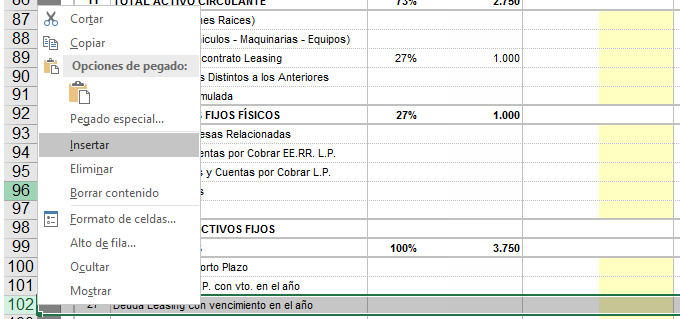 86 11 TOTAL ACTIVO CIRCULANTE 73% 2.750
Cortar
87 nes Raices)
Copiar
88 ículos - Maquinarias - Equipos)
Opciones de pegado:
89 contrato Leasing 27% 1.000
90 s Distintos a los Anteriores
91 mulada
Pegado especial...
92 S FIJOS FÍSICOS 27% 1.000
93 esas Relacionadas
Insertar
94 entas por Cobrar EE.RR. L.P.
Eliminar
95 s y Cuentas por Cobrar L.P.
Borrar contenido
96 s
97
Formato de celdas...
98 CTIVOS FIJOS
Alto de fila...
99 S 100% 3.750
Ocultar
100 orto Plazo
Mostrar
101 P. con vto. en el año
102 21 Deuda Leasing con vencimiento en el año